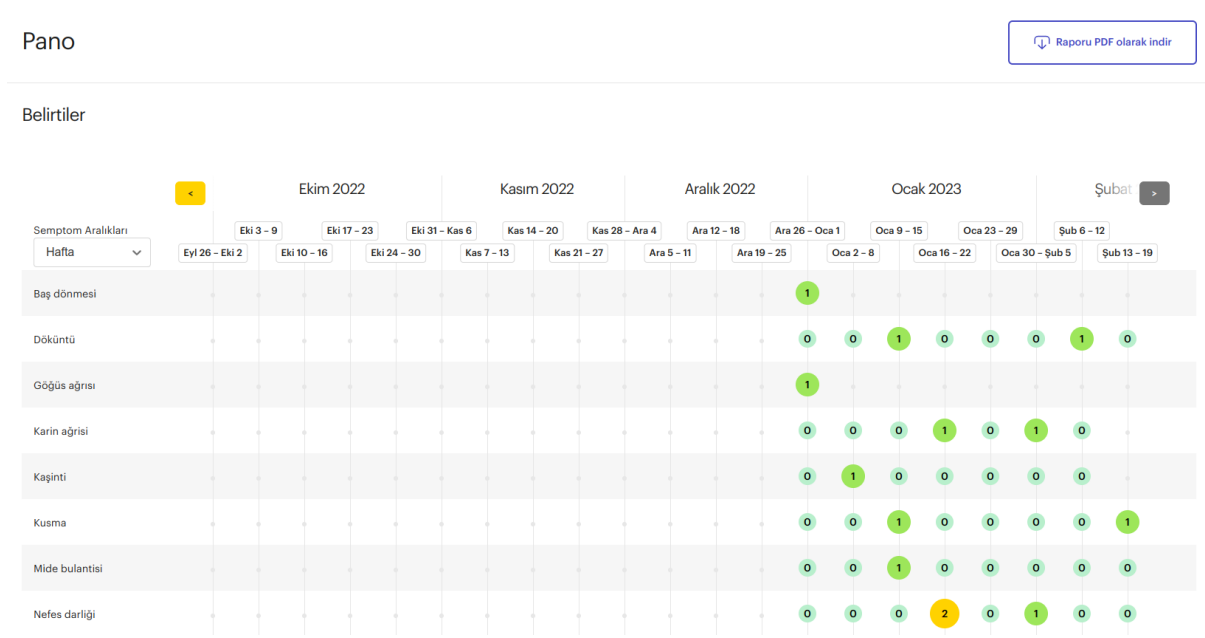 Pano
Raporu PDF olarak indir
Belirtiler
<
Ekim 2022
Kasım 2022
Aralık 2022
Ocak 2023
Şubat
>
Semptom Aralıkları
Hafta
Eki 3 – 9
Eki 17 – 23
Eki 31 – Kas 6
Kas 14 – 20
Kas 28 – Ara 4
Ara 12 – 18
Ara 26 – Oca 1
Oca 9 – 15
Oca 23 – 29
Şub 6 – 12
Eyl 26 – Eki 2
Eki 10 – 16
Eki 24 – 30
Kas 7 – 13
Kas 21 – 27
Ara 5 – 11
Ara 19 – 25
Oca 2 – 8
Oca 16 – 22
Oca 30 – Şub 5
Şub 13 – 19
Baş dönmesi 1
Döküntü 0 0 1 0 0 0 1 0
Göğüs ağrısı 1
Karin ağrisi 0 0 0 1 0 1 0
Kaşinti 0 1 0 0 0 0 0
Kusma 0 0 1 0 0 0 0 1
Mide bulantisi 0 0 1 0 0 0 0 0
Nefes darliği 0 0 0 2 0 1 0 0